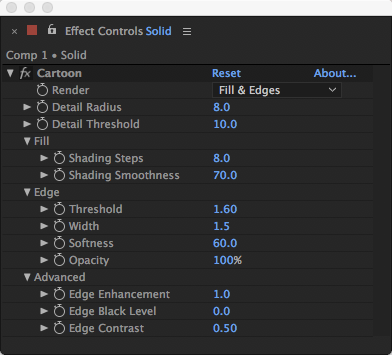 Effect Controls Solid
Comp 1 • Solid
fx Cartoon Reset About...
Render Fill & Edges
Detail Radius 8.0
Detail Threshold 10.0
Fill
Shading Steps 8.0
Shading Smoothness 70.0
Edge
Threshold 1.60
Width 1.5
Softness 60.0
Opacity 100%
Advanced
Edge Enhancement 1.0
Edge Black Level 0.0
Edge Contrast 0.50